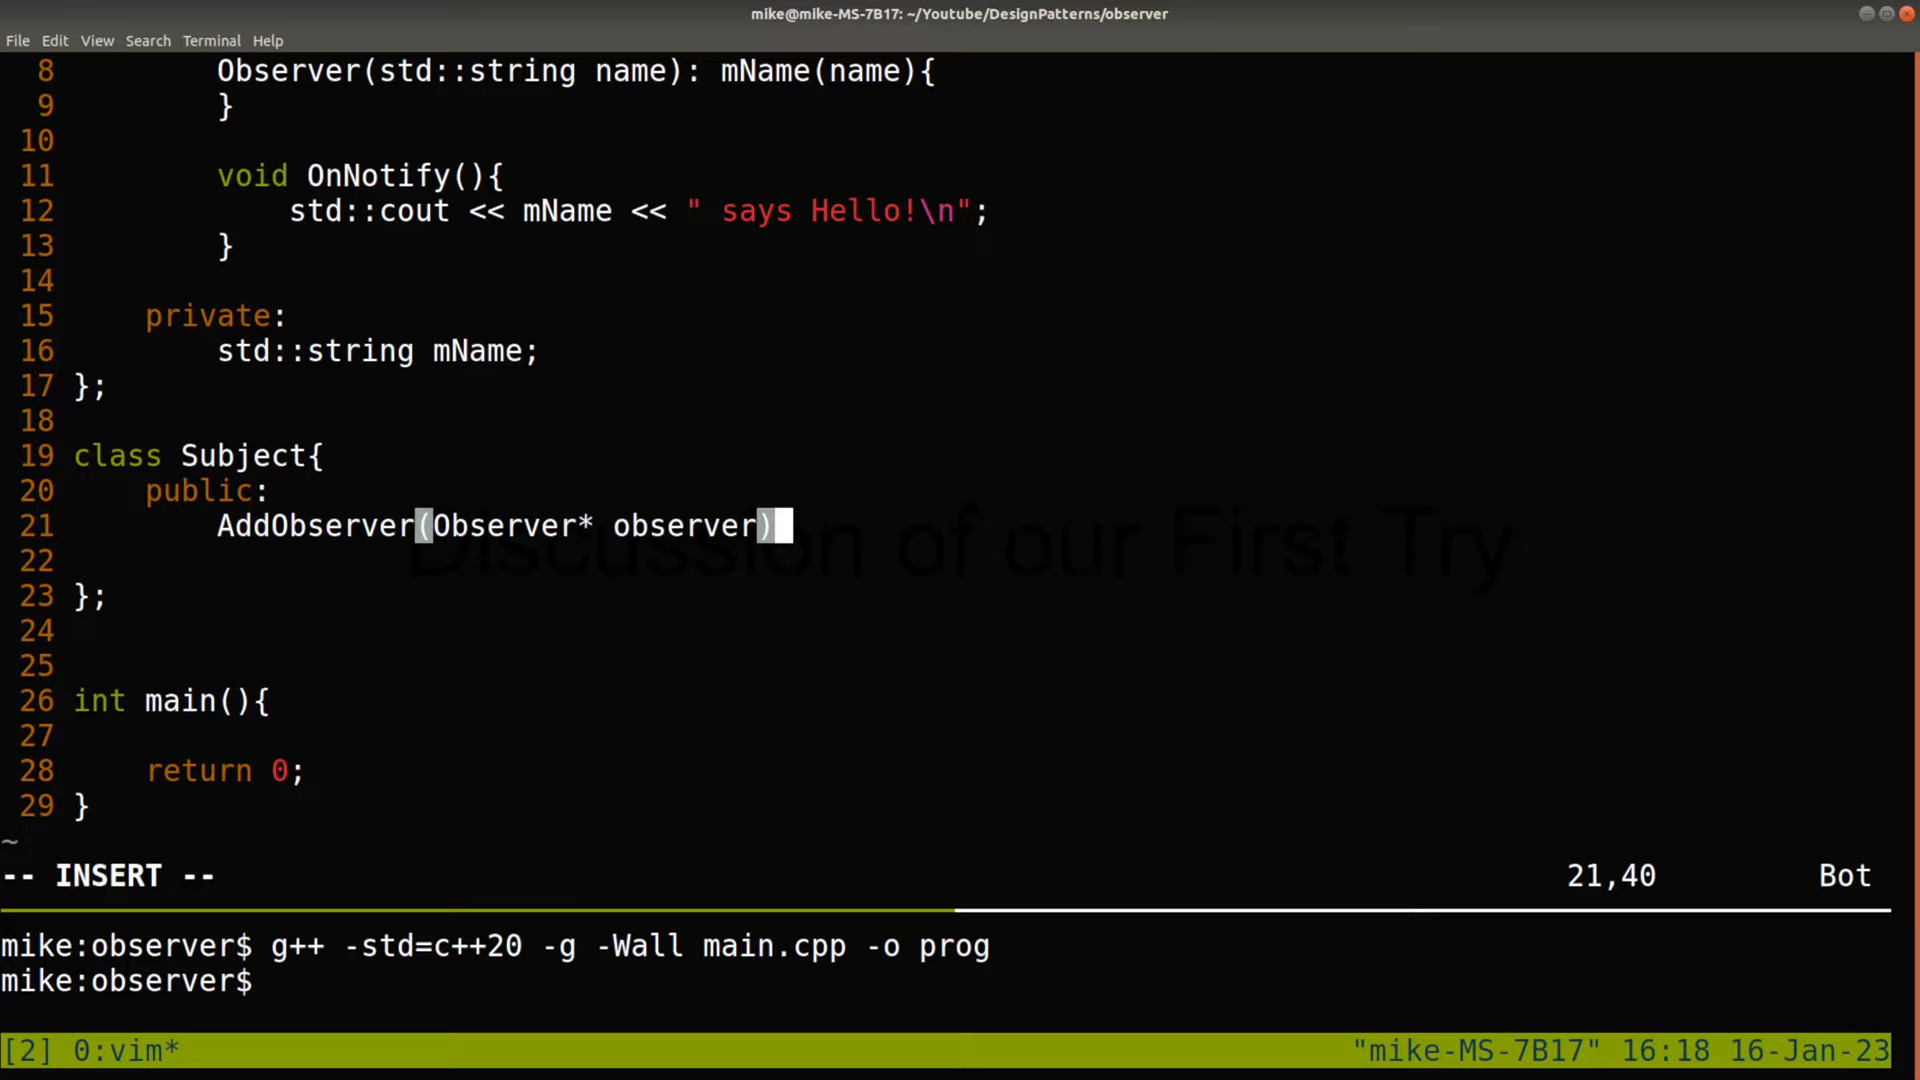 mike@mike-MS-7B17: ~/Youtube/DesignPatterns/observer
File Edit View Search Terminal Help
8 Observer(std::string name): mName(name){
9 }
10
11 void OnNotify(){
12 std::cout << mName << " says Hello!\n";
13 }
14
15 private:
16 std::string mName;
17 };
18
19 class Subject{
20 public:
21 AddObserver(Observer* observer)
Discussion of our First Try
22
23 };
24
25
26 int main(){
27
28 return 0;
29 }
~
-- INSERT -- 21,40 Bot
mike:observer$ g++ -std=c++20 -g -Wall main.cpp -o prog
mike:observer$
[2] 0:vim* "mike-MS-7B17" 16:18 16-Jan-23